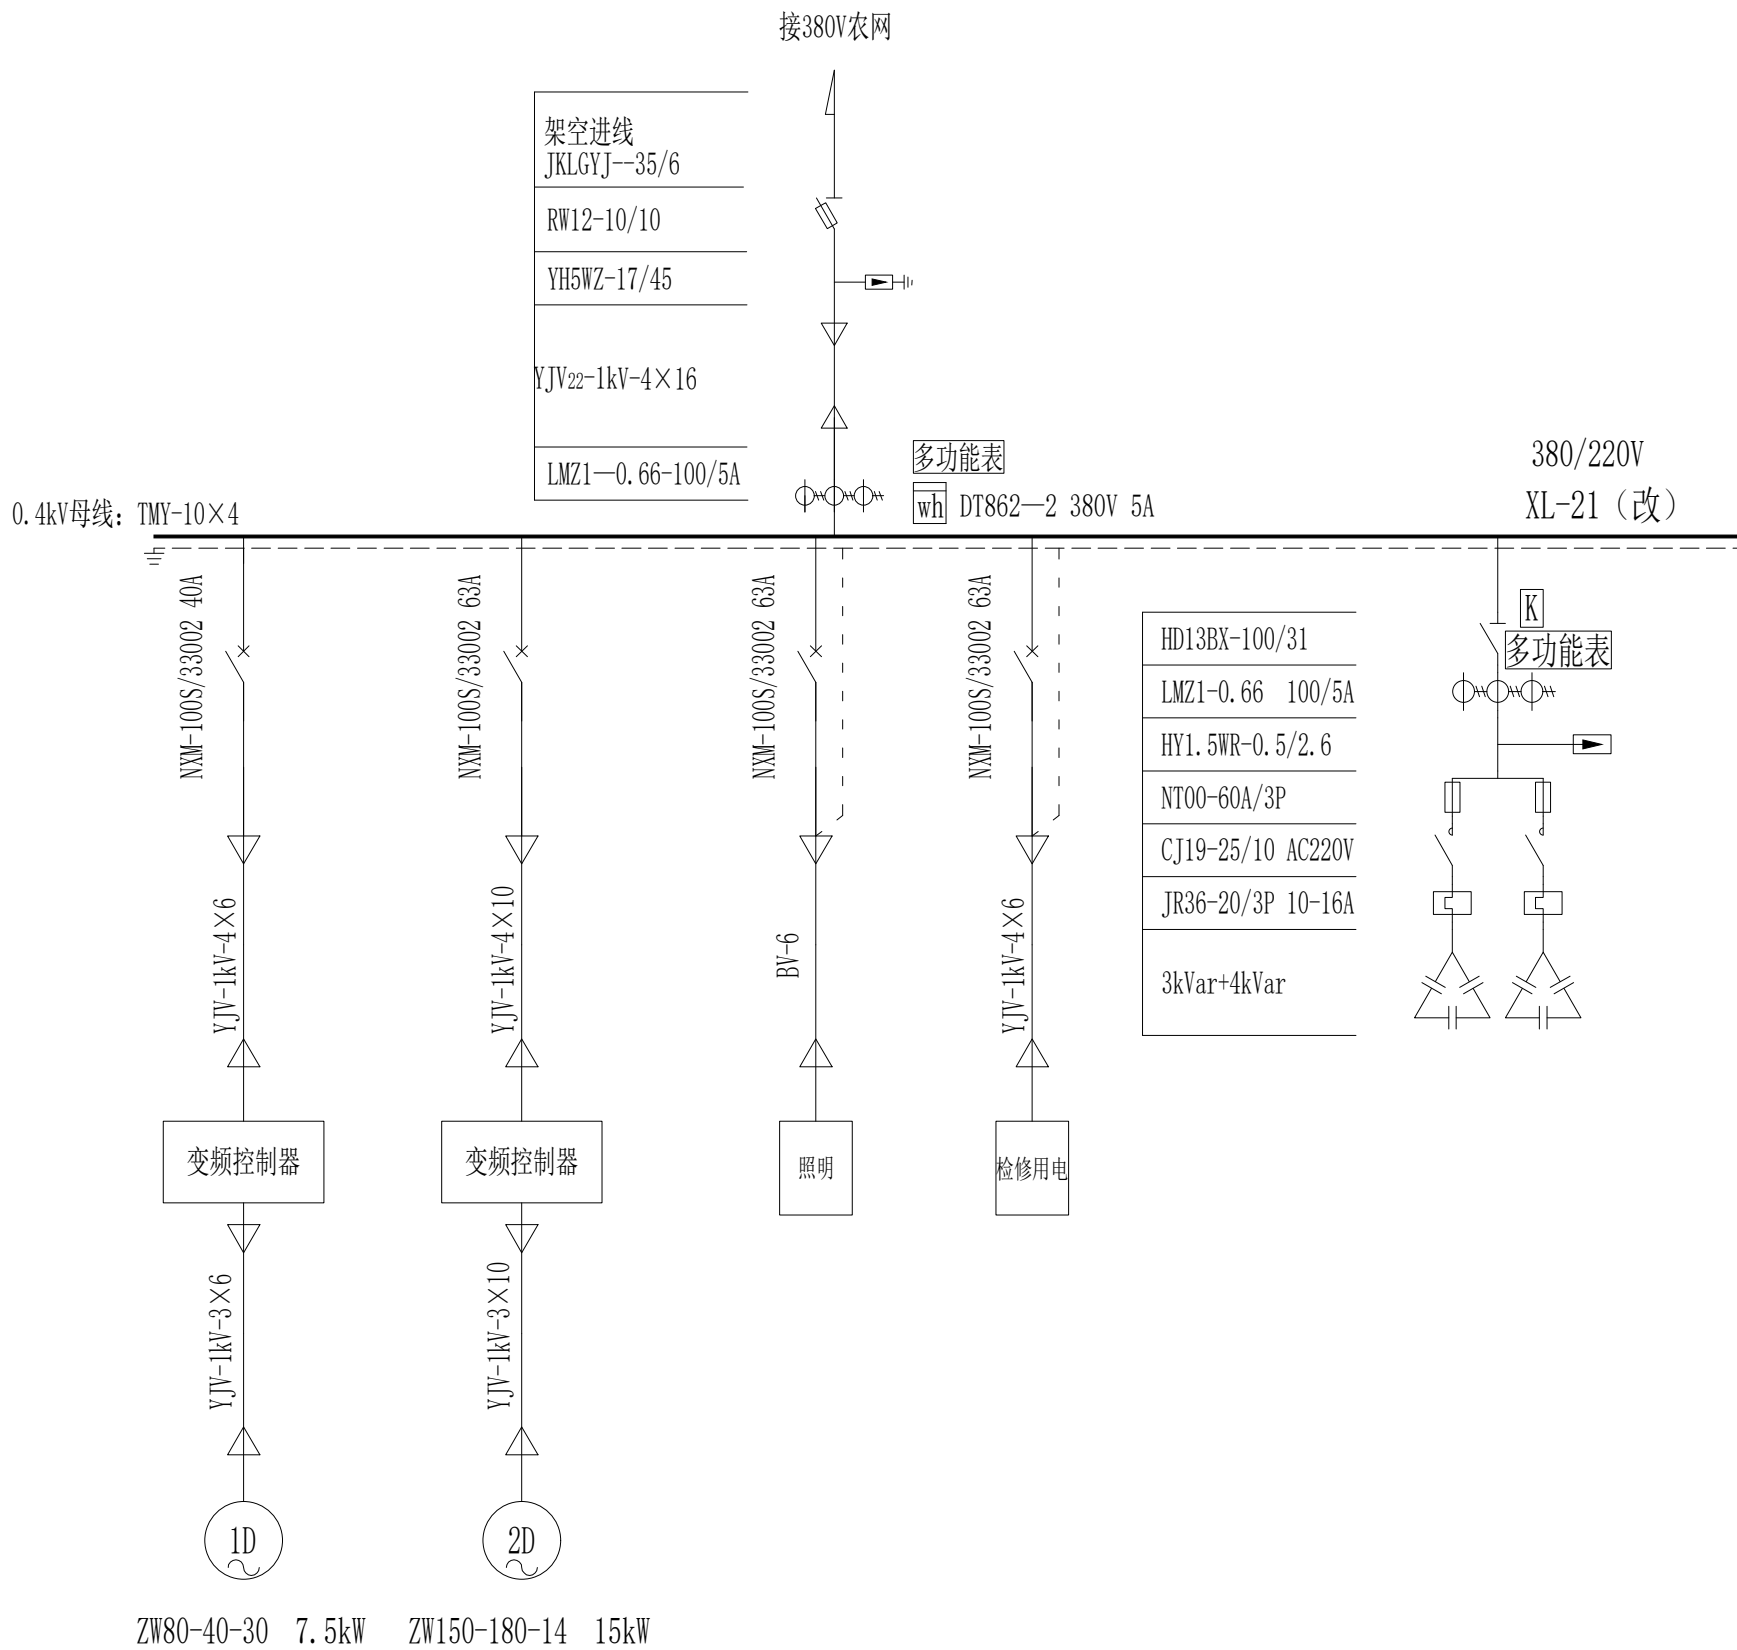 接380V农网
架空进线
JKLGYJ--35/6
RW12-10/10
YH5WZ-17/45
YJV22-1kV-4×16
LMZ1—0.66-100/5A
多功能表
wh DT862—2 380V 5A
380/220V
XL-21（改）
0.4kV母线：TMY-10×4
NXM-100S/33002 40A
NXM-100S/33002 63A
NXM-100S/33002 63A
NXM-100S/33002 63A
K
多功能表
HD13BX-100/31
LMZ1-0.66 100/5A
HY1.5WR-0.5/2.6
NT00-60A/3P
CJ19-25/10 AC220V
JR36-20/3P 10-16A
3kVar+4kVar
YJV-1kV-4×6
YJV-1kV-4×10
BV-6
YJV-1kV-4×6
变频控制器
变频控制器
照明
检修用电
YJV-1kV-3×6
YJV-1kV-3×10
1D
2D
ZW80-40-30 7.5kW
ZW150-180-14 15kW